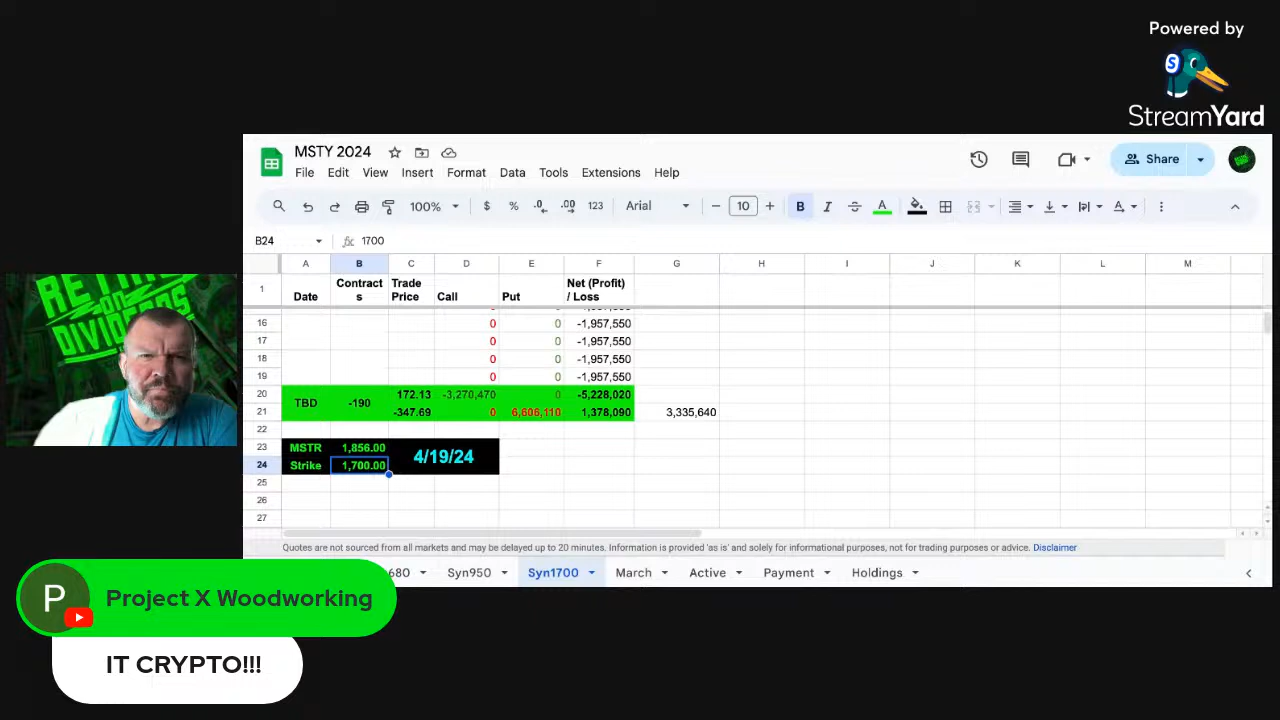 Powered by
S
StreamYard
MSTY 2024
File Edit View Insert Format Data Tools Extensions Help
Share
100% $ % .0 .00 123 Arial − 10 + B I A
B24 fx 1700
A B C D E F G H I J K L M
1 Date Contracts Trade Price Call Put Net (Profit) / Loss
16 0 0 -1,957,550
17 0 0 -1,957,550
18 0 0 -1,957,550
19 0 0 -1,957,550
20 TBD -190 172.13 -3,270,470 0 -5,228,020
21 -347.69 0 6,606,110 1,378,090 3,335,640
22
23 MSTR 1,856.00 4/19/24
24 Strike 1,700.00
25
26
27
Quotes are not sourced from all markets and may be delayed up to 20 minutes. Information is provided 'as is' and solely for informational purposes, not for trading purposes or advice. Disclaimer
680 Syn950 Syn1700 March Active Payment Holdings
ON
DIVIDENDS
P Project X Woodworking
IT CRYPTO!!!